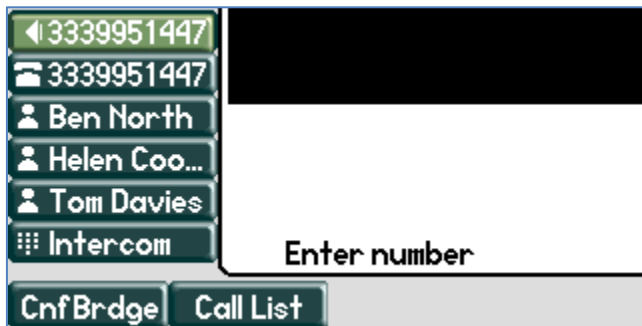 3339951447
3339951447
Ben North
Helen Coo...
Tom Davies
Intercom
Enter number
CnfBrdge Call List